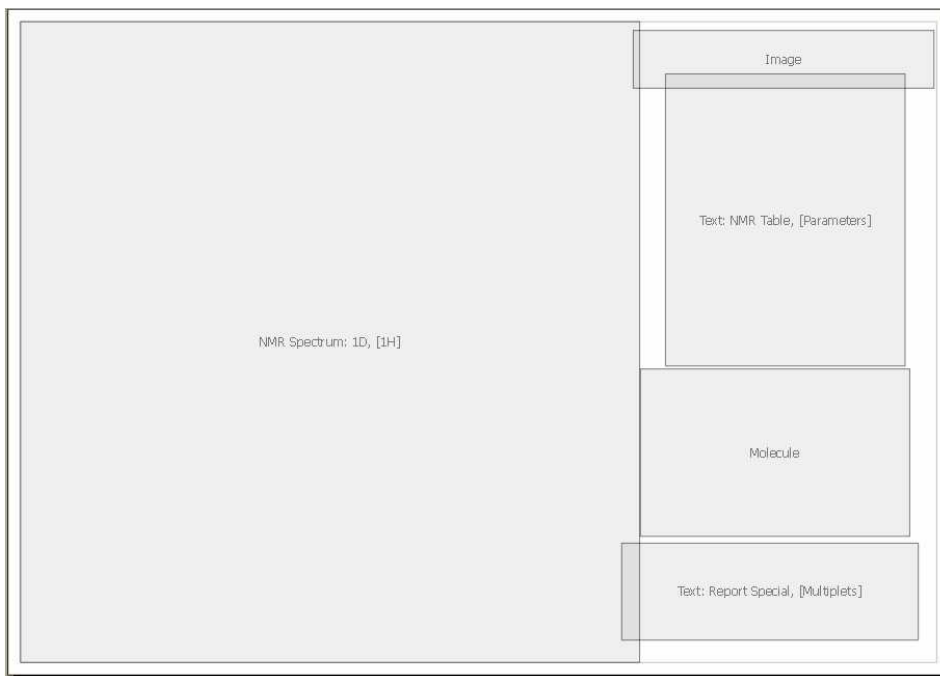 Image
Text: NMR Table, [Parameters]
NMR Spectrum: 1D, [1H]
Molecule
Text: Report Special, [Multiplets]